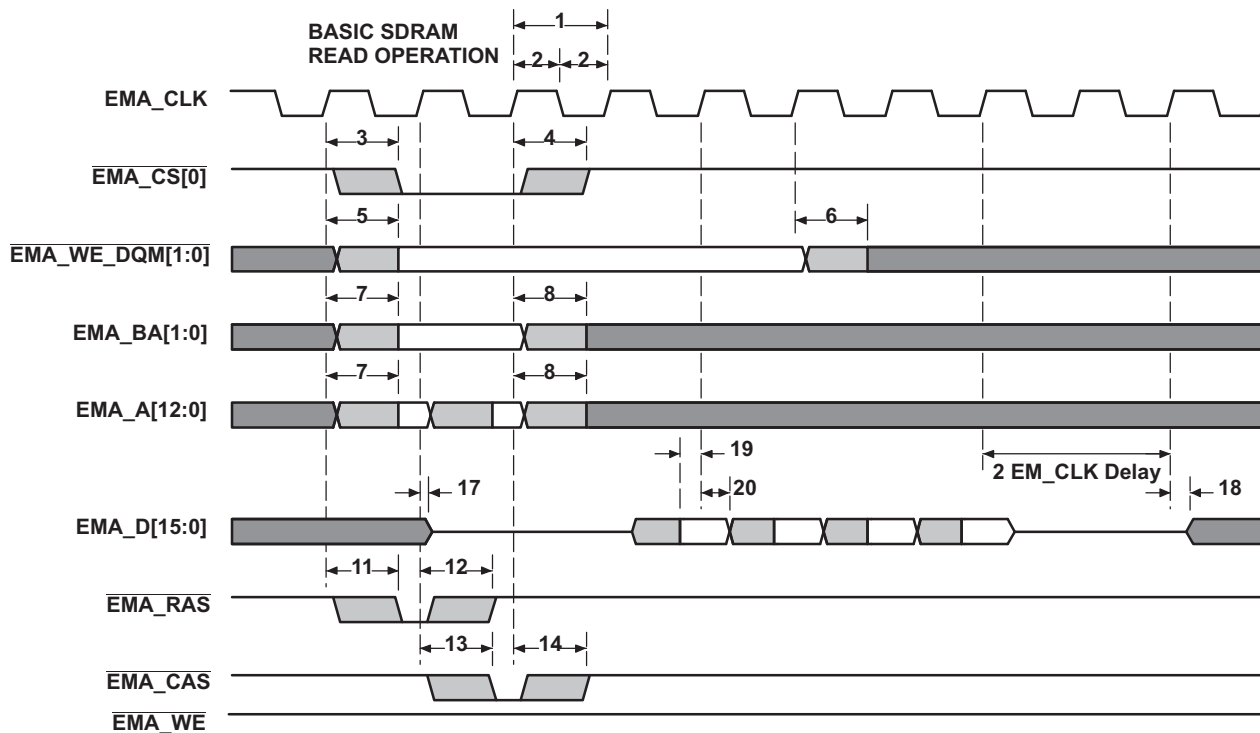 BASIC SDRAM
READ OPERATION
1
2 2
EMA_CLK
3 4
EMA_CS[0]
5 6
EMA_WE_DQM[1:0]
7 8
EMA_BA[1:0]
7 8
EMA_A[12:0]
19
2 EM_CLK Delay
17 20 18
EMA_D[15:0]
11 12
EMA_RAS
13 14
EMA_CAS
EMA_WE